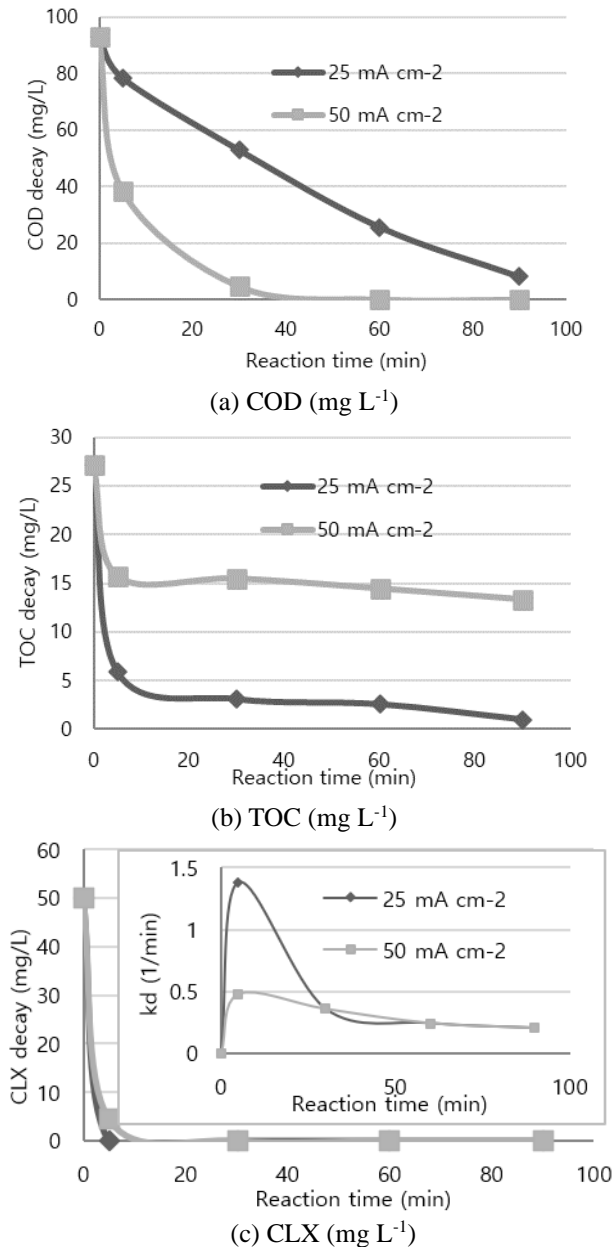 100
80
60
40
20
0
COD decay (mg/L)
25 mA cm-2
50 mA cm-2
0 20 40 60 80 100
Reaction time (min)
(a) COD (mg L-1)
30
25
20
15
10
5
0
TOC decay (mg/L)
25 mA cm-2
50 mA cm-2
0 20 40 60 80 100
Reaction time (min)
(b) TOC (mg L-1)
60
50
40
30
20
10
0
CLX decay (mg/L)
1.5
1
0.5
0
kd (1/min)
25 mA cm-2
50 mA cm-2
0 50 100
Reaction time (min)
0 20 40 60 80 100
Reaction time (min)
(c) CLX (mg L-1)